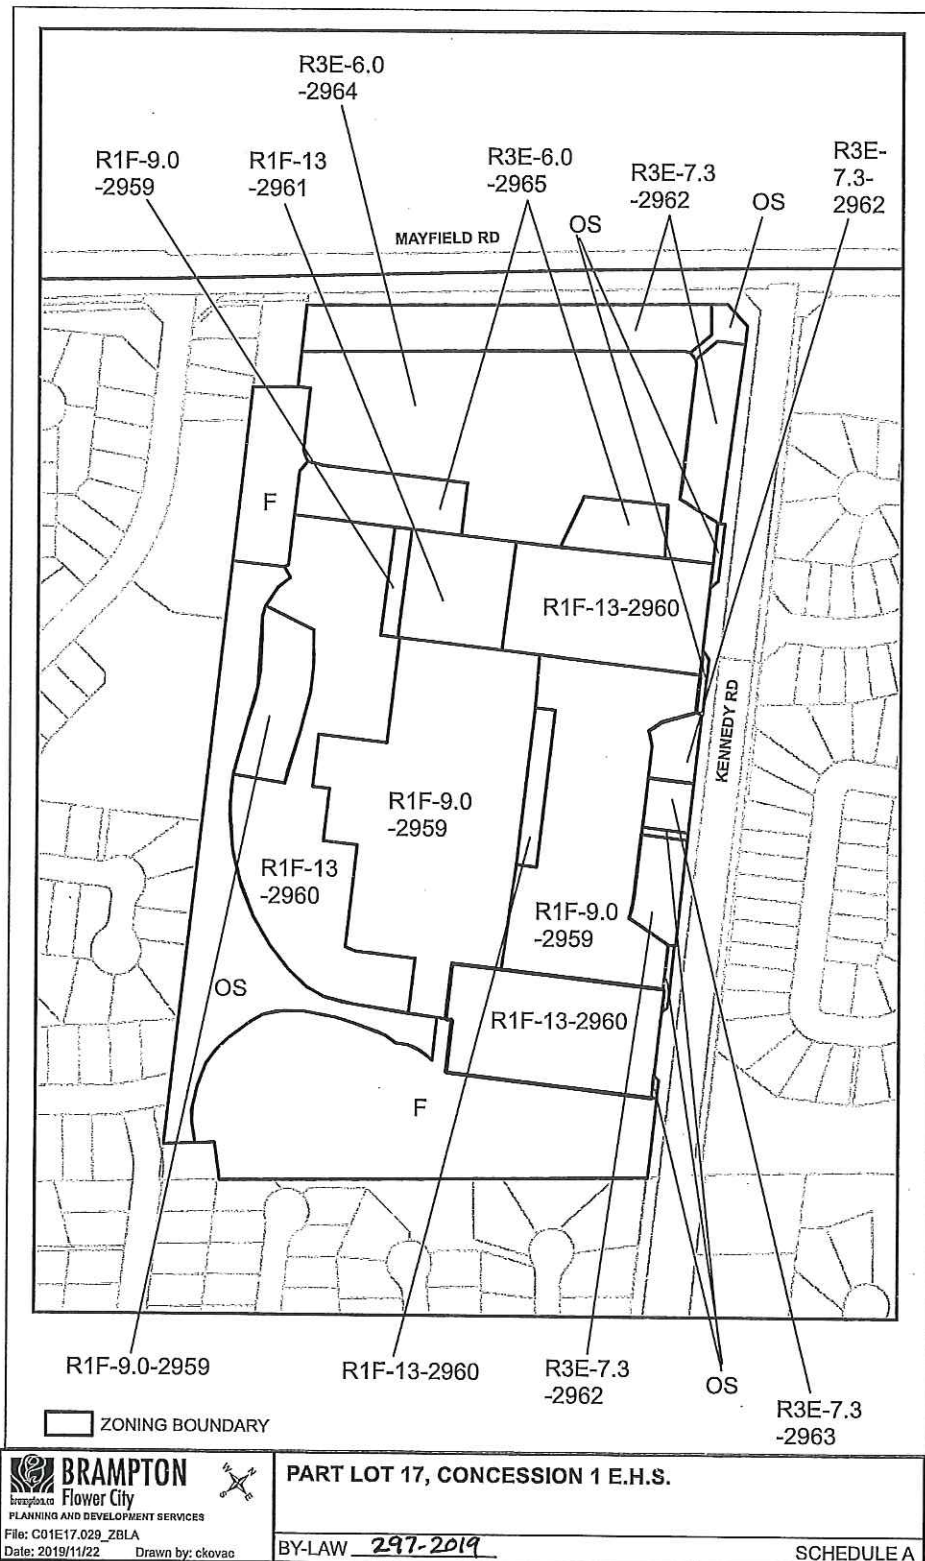 R3E-6.0
-2964
R1F-9.0
-2959
R1F-13
-2961
R3E-6.0
-2965
R3E-7.3
-2962
R3E-
7.3-
2962
OS
OS
MAYFIELD RD
F
R1F-13-2960
KENNEDY RD
R1F-9.0
-2959
R1F-13
-2960
R1F-9.0
-2959
OS
R1F-13-2960
F
R1F-9.0-2959
R1F-13-2960
R3E-7.3
-2962
OS
R3E-7.3
-2963
ZONING BOUNDARY
BRAMPTON
brampton.ca Flower City
PLANNING AND DEVELOPMENT SERVICES
File: C01E17.029_ZBLA
Date: 2019/11/22 Drawn by: ckovac
W N
S E
PART LOT 17, CONCESSION 1 E.H.S.
BY-LAW 297-2019
SCHEDULE A